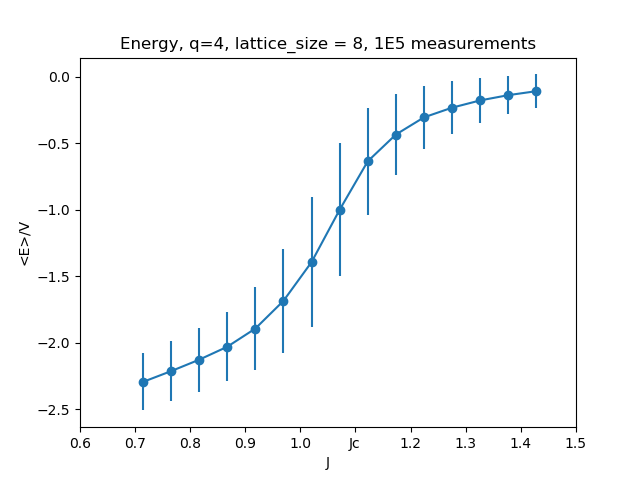 Energy, q=4, lattice_size = 8, 1E5 measurements
0.0
−0.5
−1.0
−1.5
−2.0
−2.5
<E>/V
0.6 0.7 0.8 0.9 1.0 Jc 1.2 1.3 1.4 1.5
J